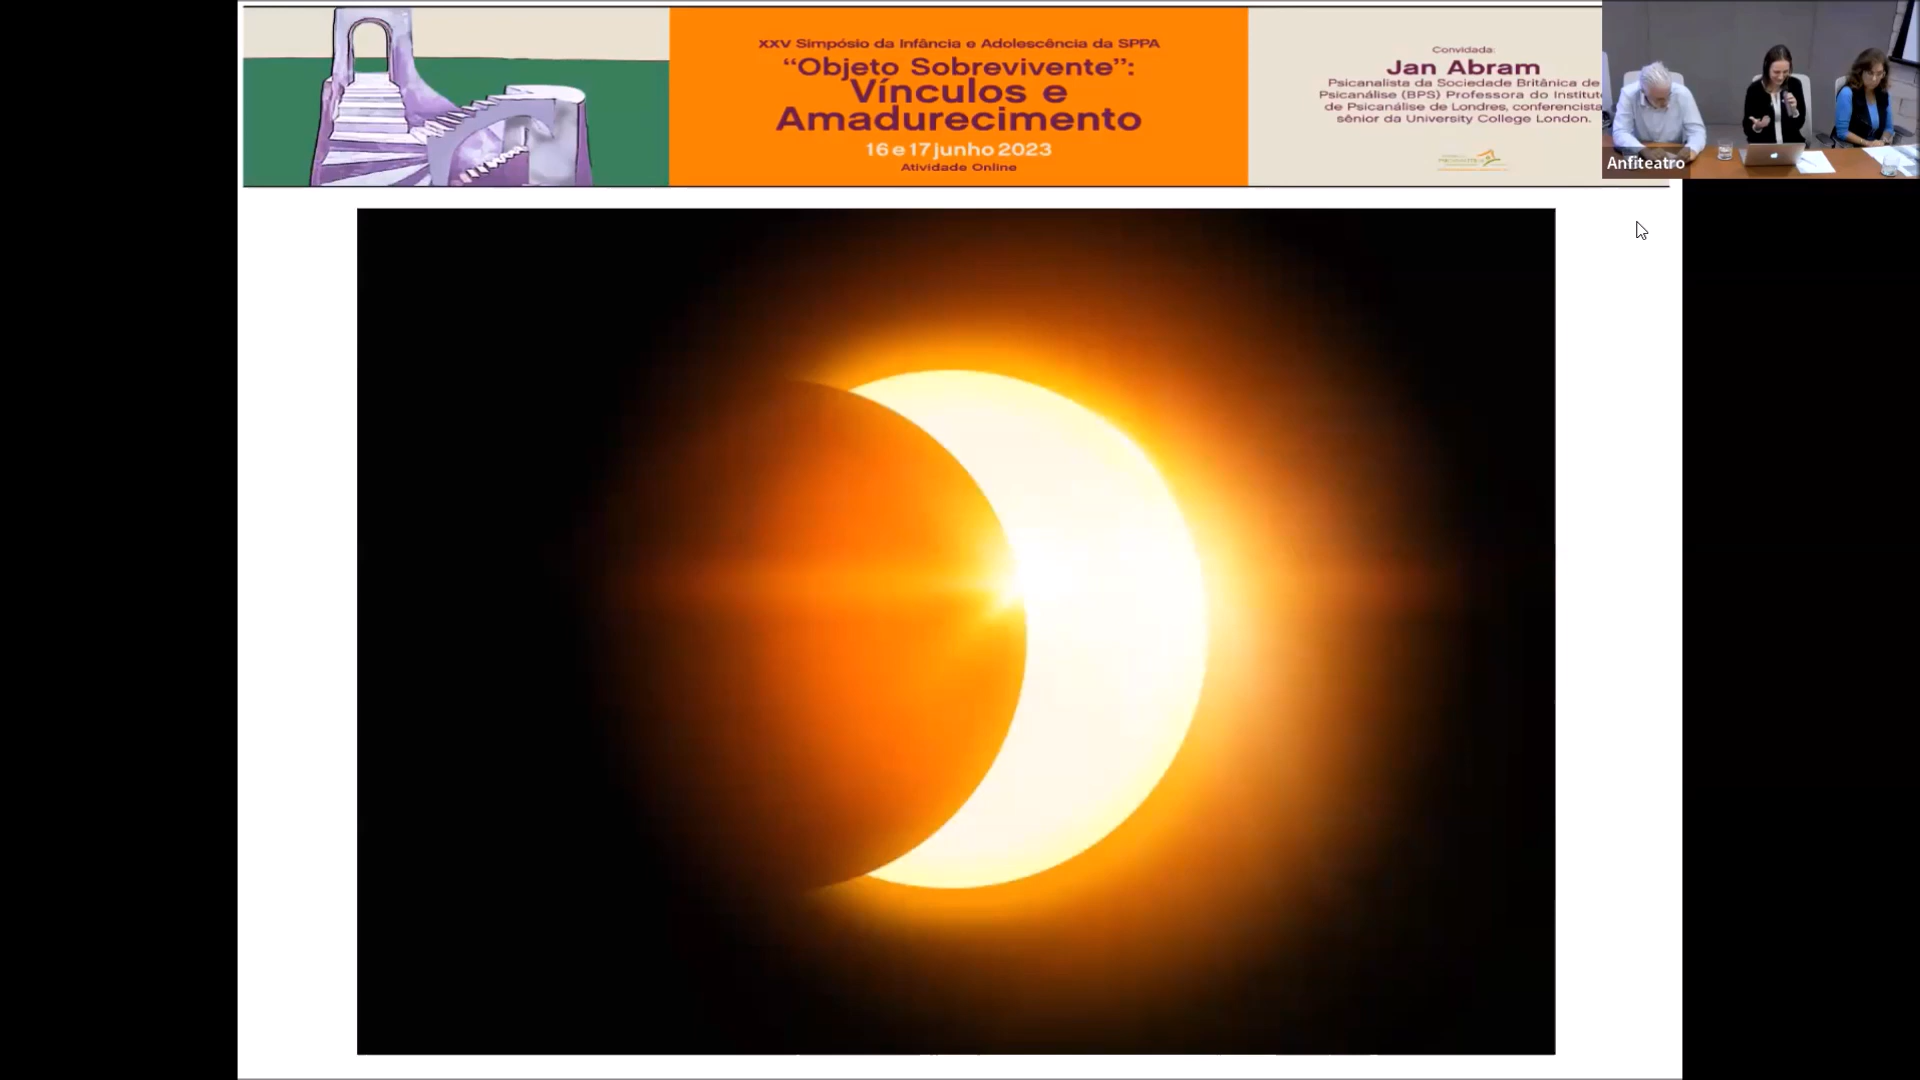 XXV Simpósio da Infância e Adolescência da SPPA
“Objeto Sobrevivente”:
Vínculos e
Amadurecimento
16 e 17 junho 2023
Atividade Online
Convidada:
Jan Abram
Psicanalista da Sociedade Britânica de
Psicanálise (BPS) Professora do Institut
de Psicanálise de Londres, conferencista
sênior da University College London.
Anfiteatro